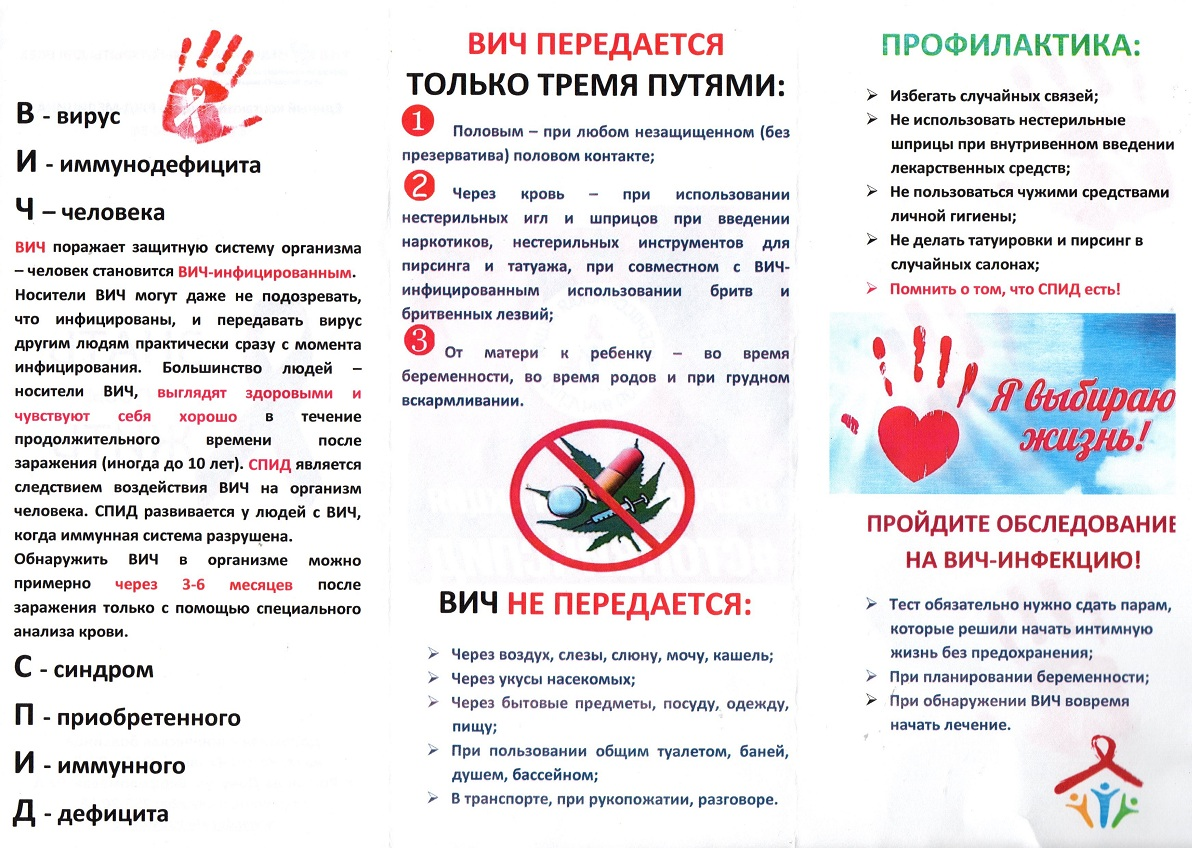 В - вирус
И - иммунодефицита
Ч – человека
ВИЧ поражает защитную систему организма
– человек становится ВИЧ-инфицированным.
Носители ВИЧ могут даже не подозревать,
что инфицированы, и передавать вирус
другим людям практически сразу с момента
инфицирования. Большинство людей –
носители ВИЧ, выглядят здоровыми и
чувствуют себя хорошо в течение
продолжительного времени после
заражения (иногда до 10 лет). СПИД является
следствием воздействия ВИЧ на организм
человека. СПИД развивается у людей с ВИЧ,
когда иммунная система разрушена.
Обнаружить ВИЧ в организме можно
примерно через 3-6 месяцев после
заражения только с помощью специального
анализа крови.
С - синдром
П - приобретенного
И - иммунного
Д - дефицита
ВИЧ ПЕРЕДАЕТСЯ
ТОЛЬКО ТРЕМЯ ПУТЯМИ:
1 Половым – при любом незащищенном (без
презерватива) половом контакте;
2 Через кровь – при использовании
нестерильных игл и шприцов при введении
наркотиков, нестерильных инструментов для
пирсинга и татуажа, при совместном с ВИЧ-
инфицированным использовании бритв и
бритвенных лезвий;
3 От матери к ребенку – во время
беременности, во время родов и при грудном
вскармливании.
ВИЧ НЕ ПЕРЕДАЕТСЯ:
Через воздух, слезы, слюну, мочу, кашель;
Через укусы насекомых;
Через бытовые предметы, посуду, одежду,
пищу;
При пользовании общим туалетом, баней,
душем, бассейном;
В транспорте, при рукопожатии, разговоре.
ПРОФИЛАКТИКА:
Избегать случайных связей;
Не использовать нестерильные
шприцы при внутривенном введении
лекарственных средств;
Не пользоваться чужими средствами
личной гигиены;
Не делать татуировки и пирсинг в
случайных салонах;
Помнить о том, что СПИД есть!
Я выбираю
жизнь!
ПРОЙДИТЕ ОБСЛЕДОВАНИЕ
НА ВИЧ-ИНФЕКЦИЮ!
Тест обязательно нужно сдать парам,
которые решили начать интимную
жизнь без предохранения;
При планировании беременности;
При обнаружении ВИЧ вовремя
начать лечение.